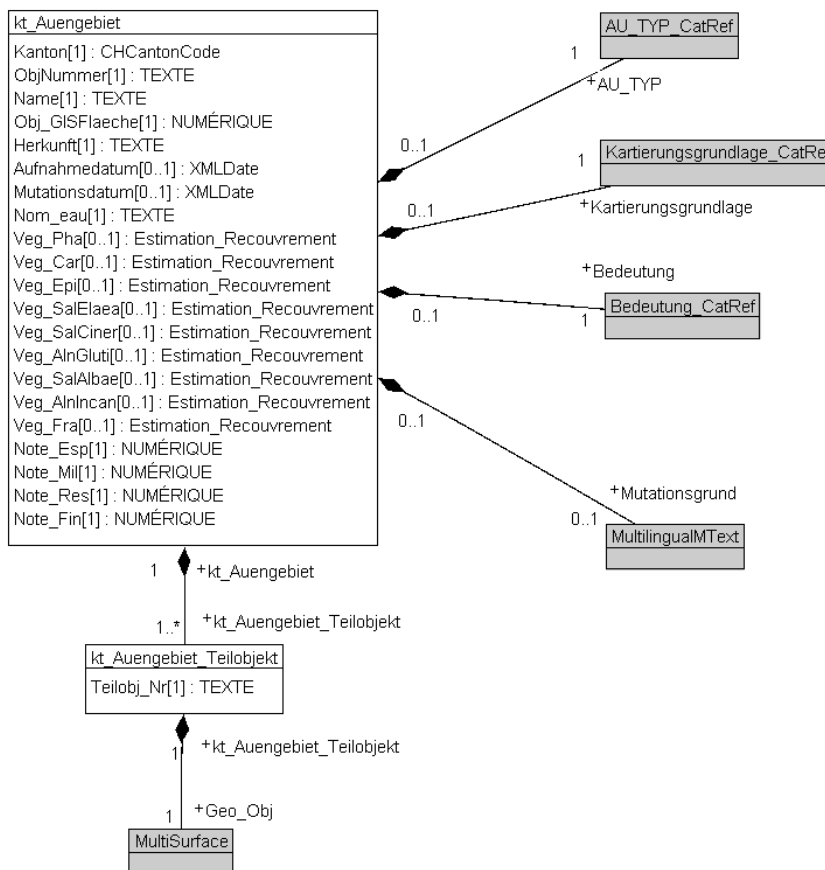 kt_Auengebiet
Kanton[1] : CHCantonCode
ObjNummer[1] : TEXTE
Name[1] : TEXTE
Obj_GISFlaeche[1] : NUMÉRIQUE
Herkunft[1] : TEXTE
Aufnahmedatum[0..1] : XMLDate
Mutationsdatum[0..1] : XMLDate
Nom_eau[1] : TEXTE
Veg_Pha[0..1] : Estimation_Recouvrement
Veg_Car[0..1] : Estimation_Recouvrement
Veg_Epi[0..1] : Estimation_Recouvrement
Veg_SalElaea[0..1] : Estimation_Recouvrement
Veg_SalCiner[0..1] : Estimation_Recouvrement
Veg_AlnGluti[0..1] : Estimation_Recouvrement
Veg_SalAlbae[0..1] : Estimation_Recouvrement
Veg_AlnIncan[0..1] : Estimation_Recouvrement
Veg_Fra[0..1] : Estimation_Recouvrement
Note_Esp[1] : NUMÉRIQUE
Note_Mil[1] : NUMÉRIQUE
Note_Res[1] : NUMÉRIQUE
Note_Fin[1] : NUMÉRIQUE
AU_TYP_CatRef
1
+AU_TYP
0..1
Kartierungsgrundlage_CatRef
1
+Kartierungsgrundlage
0..1
+Bedeutung
Bedeutung_CatRef
1
0..1
0..1
+Mutationsgrund
0..1
MultilingualMText
1
+kt_Auengebiet
1..*
+kt_Auengebiet_Teilobjekt
kt_Auengebiet_Teilobjekt
Teilobj_Nr[1] : TEXTE
1
+kt_Auengebiet_Teilobjekt
1
+Geo_Obj
MultiSurface